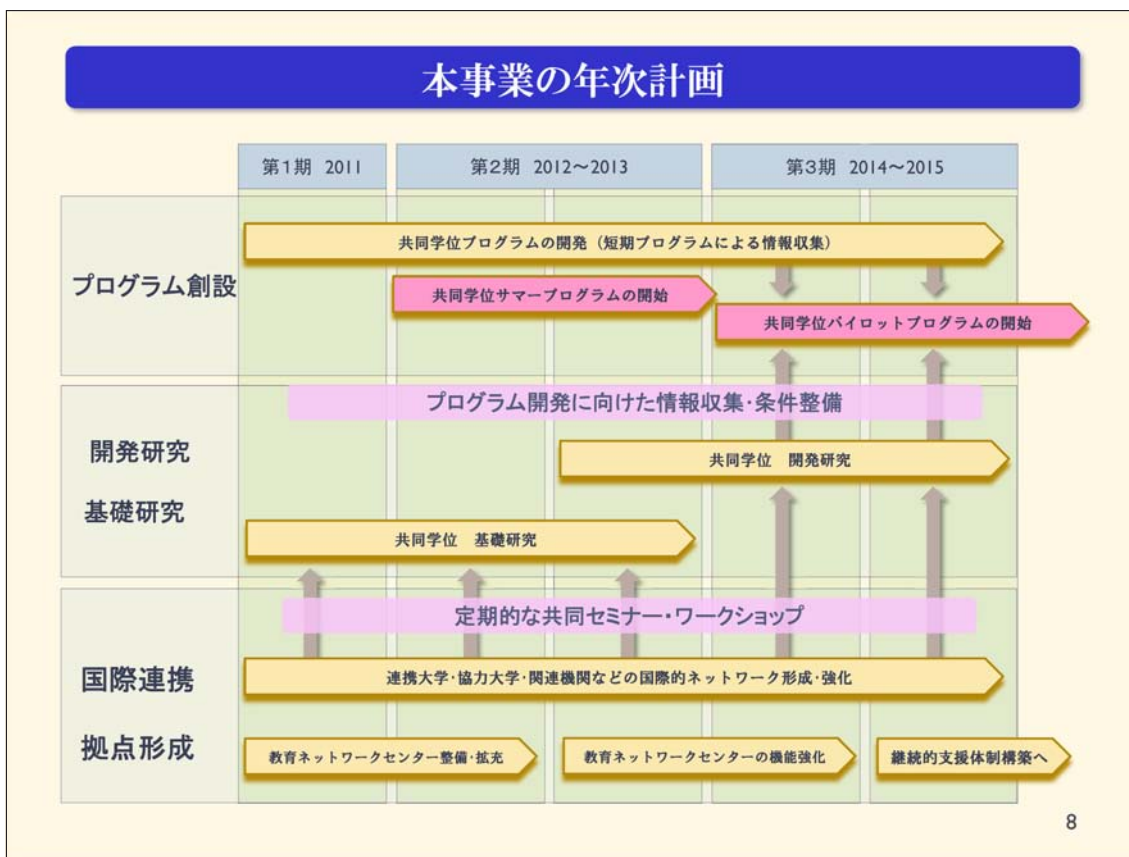 本事業の年次計画
第1期 2011
第2期 2012～2013
第3期 2014～2015
プログラム創設
共同学位プログラムの開発（短期プログラムによる情報収集）
共同学位サマープログラムの開始
共同学位パイロットプログラムの開始
プログラム開発に向けた情報収集・条件整備
開発研究
共同学位　開発研究
基礎研究
共同学位　基礎研究
定期的な共同セミナー・ワークショップ
国際連携
連携大学・協力大学・関連機関などの国際的ネットワーク形成・強化
拠点形成
教育ネットワークセンター整備・拡充
教育ネットワークセンターの機能強化
継続的支援体制構築へ
8